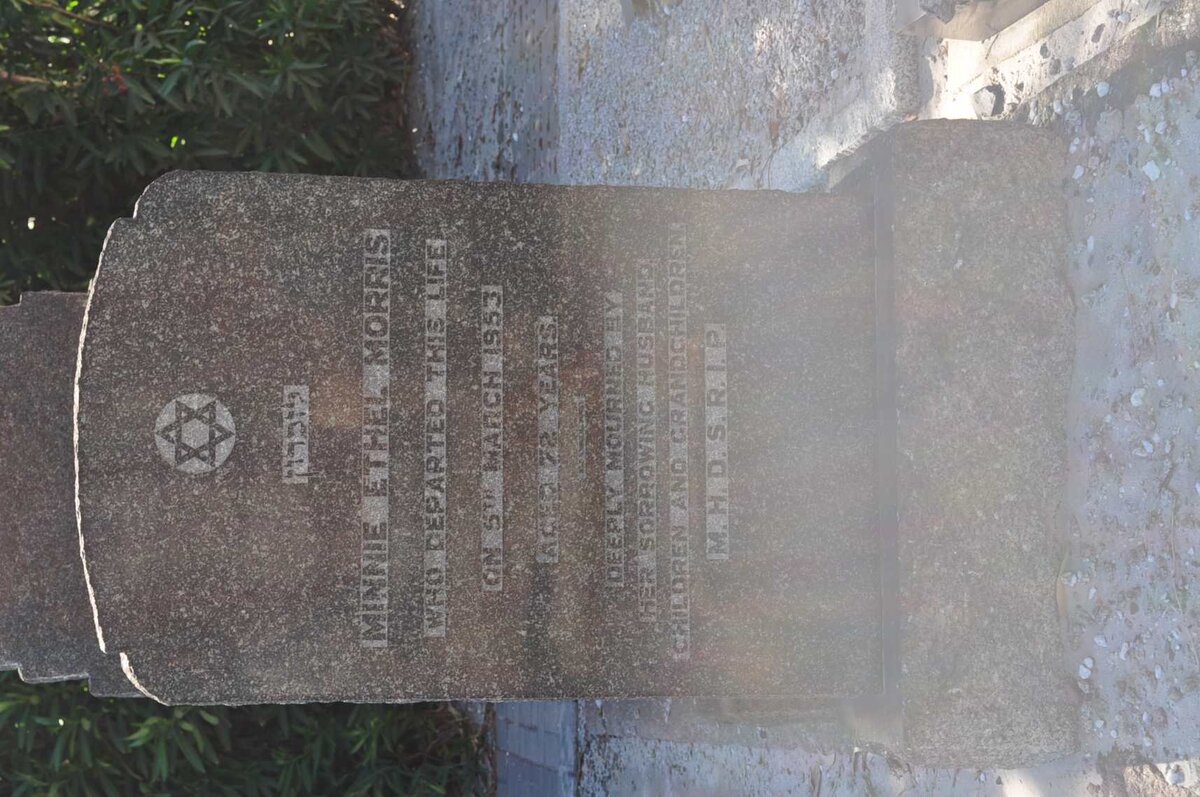 זכרון
MINNIE ETHEL MORRIS
WHO DEPARTED THIS LIFE
ON 5TH MARCH 1953
AGED 72 YEARS
DEEPLY MOURNED BY
HER SORROWING HUSBAND
CHILDREN AND GRANDCHILDREN
M.H.D.S.R.I.P.